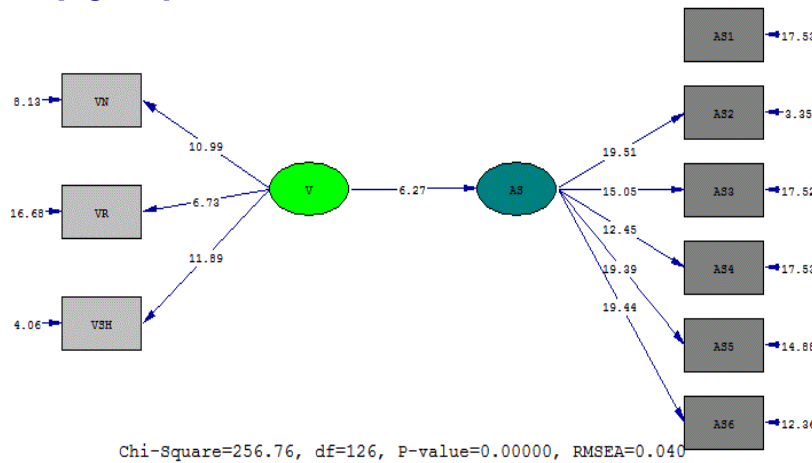 AS1
17.53
8.13
VN
AS2
3.35
10.99
19.51
V
6.27
AS
15.05
AS3
17.52
16.68
VR
6.73
12.45
11.89
AS4
17.53
19.39
4.06
VSH
19.44
AS5
14.88
AS6
12.36
Chi-Square=256.76, df=126, P-value=0.00000, RMSEA=0.040